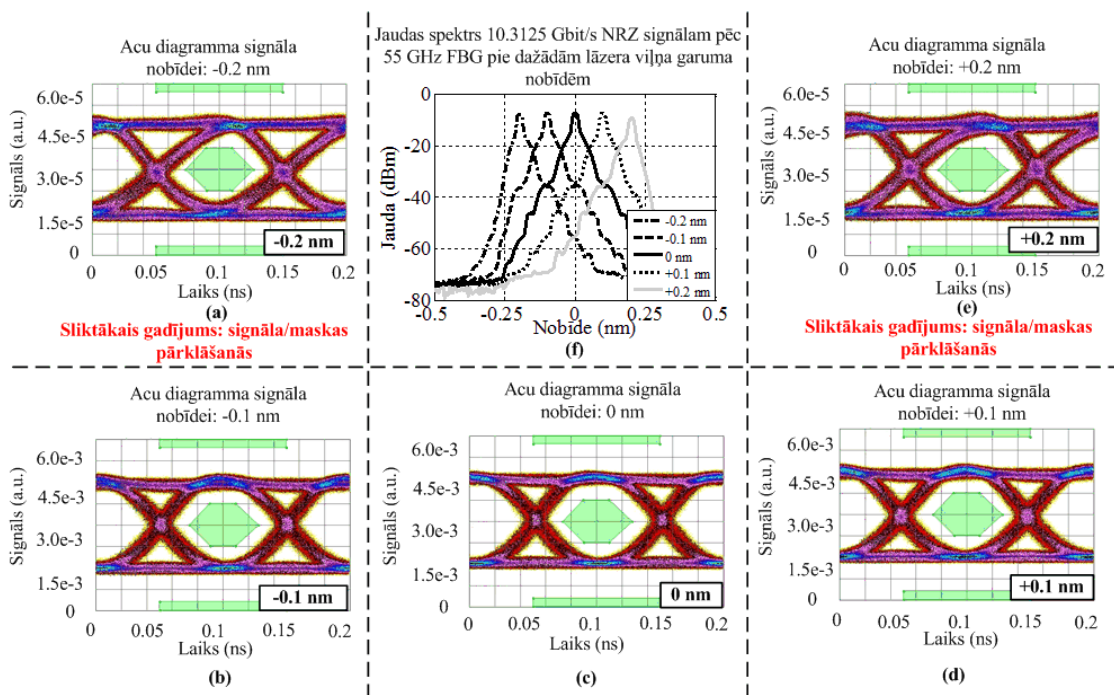 Acu diagramma signāla
nobīdei: -0.2 nm
Signāls (a.u.)
6.0e-5
4.5e-5
3.0e-5
1.5e-5
0
-0.2 nm
0 0.05 0.1 0.15 0.2
Laiks (ns)
(a)
Sliktākais gadījums: signāla/maskas
pārklāšanās
Jaudas spektrs 10.3125 Gbit/s NRZ signālam pēc
55 GHz FBG pie dažādām lāzera viļņa garuma
nobīdēm
Jauda (dBm)
0
-20
-40
-60
-80
-0.2 nm
-0.1 nm
0 nm
+0.1 nm
+0.2 nm
-0.5 -0.25 0 0.25 0.5
Nobīde (nm)
(f)
Acu diagramma signāla
nobīdei: +0.2 nm
Signāls (a.u.)
6.0e-5
4.5e-5
3.0e-5
1.5e-5
0
+0.2 nm
0 0.05 0.1 0.15 0.2
Laiks (ns)
(e)
Sliktākais gadījums: signāla/maskas
pārklāšanās
Acu diagramma signāla
nobīdei: -0.1 nm
Signāls (a.u.)
6.0e-3
4.5e-3
3.0e-3
1.5e-3
0
-0.1 nm
0 0.05 0.1 0.15 0.2
Laiks (ns)
(b)
Acu diagramma signāla
nobīdei: 0 nm
Signāls (a.u.)
6.0e-3
4.5e-3
3.0e-3
1.5e-3
0
0 nm
0 0.05 0.1 0.15 0.2
Laiks (ns)
(c)
Acu diagramma signāla
nobīdei: +0.1 nm
Signāls (a.u.)
6.0e-3
4.5e-3
3.0e-3
1.5e-3
0
+0.1 nm
0 0.05 0.1 0.15 0.2
Laiks (ns)
(d)